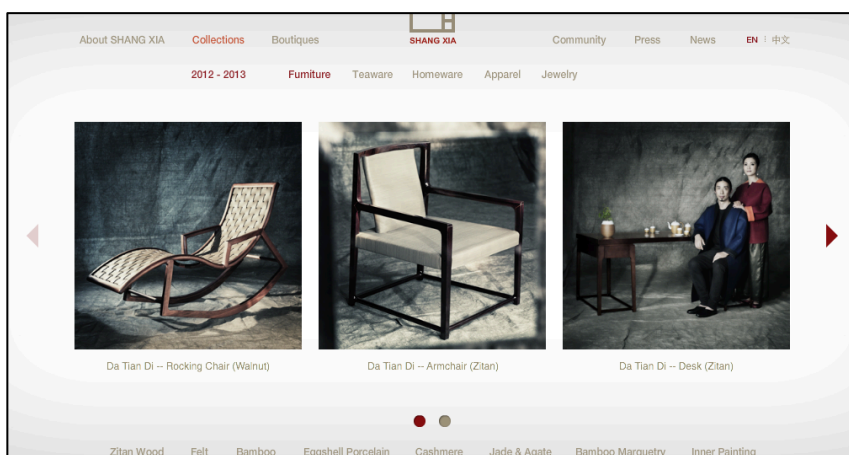 About SHANG XIA Collections Boutiques SHANG XIA Community Press News EN 中文
2012 - 2013 Furniture Teaware Homeware Apparel Jewelry
Da Tian Di -- Rocking Chair (Walnut) Da Tian Di -- Armchair (Zitan) Da Tian Di -- Desk (Zitan)
Zitan Wood Felt Bamboo Eggshell Porcelain Cashmere Jade & Agate Bamboo Marquetry Inner Painting